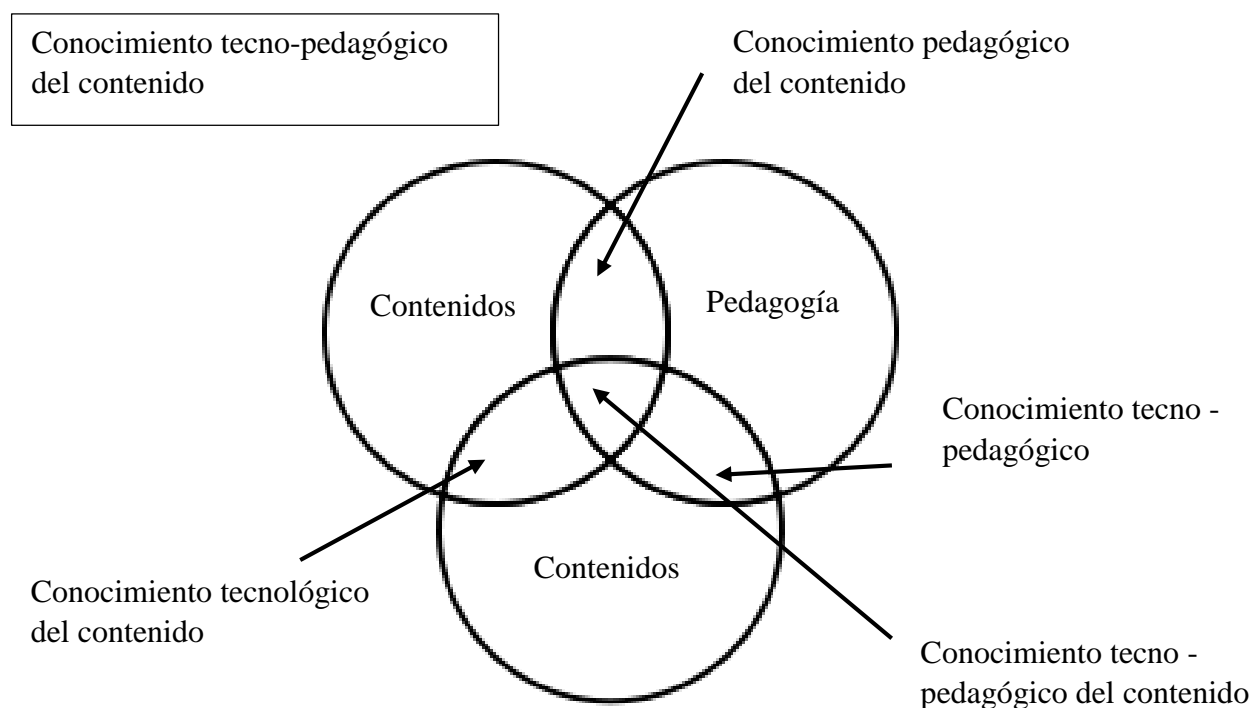 Conocimiento tecno-pedagógico
del contenido
Conocimiento pedagógico
del contenido
Contenidos
Pedagogía
Conocimiento tecno -
pedagógico
Contenidos
Conocimiento tecnológico
del contenido
Conocimiento tecno -
pedagógico del contenido